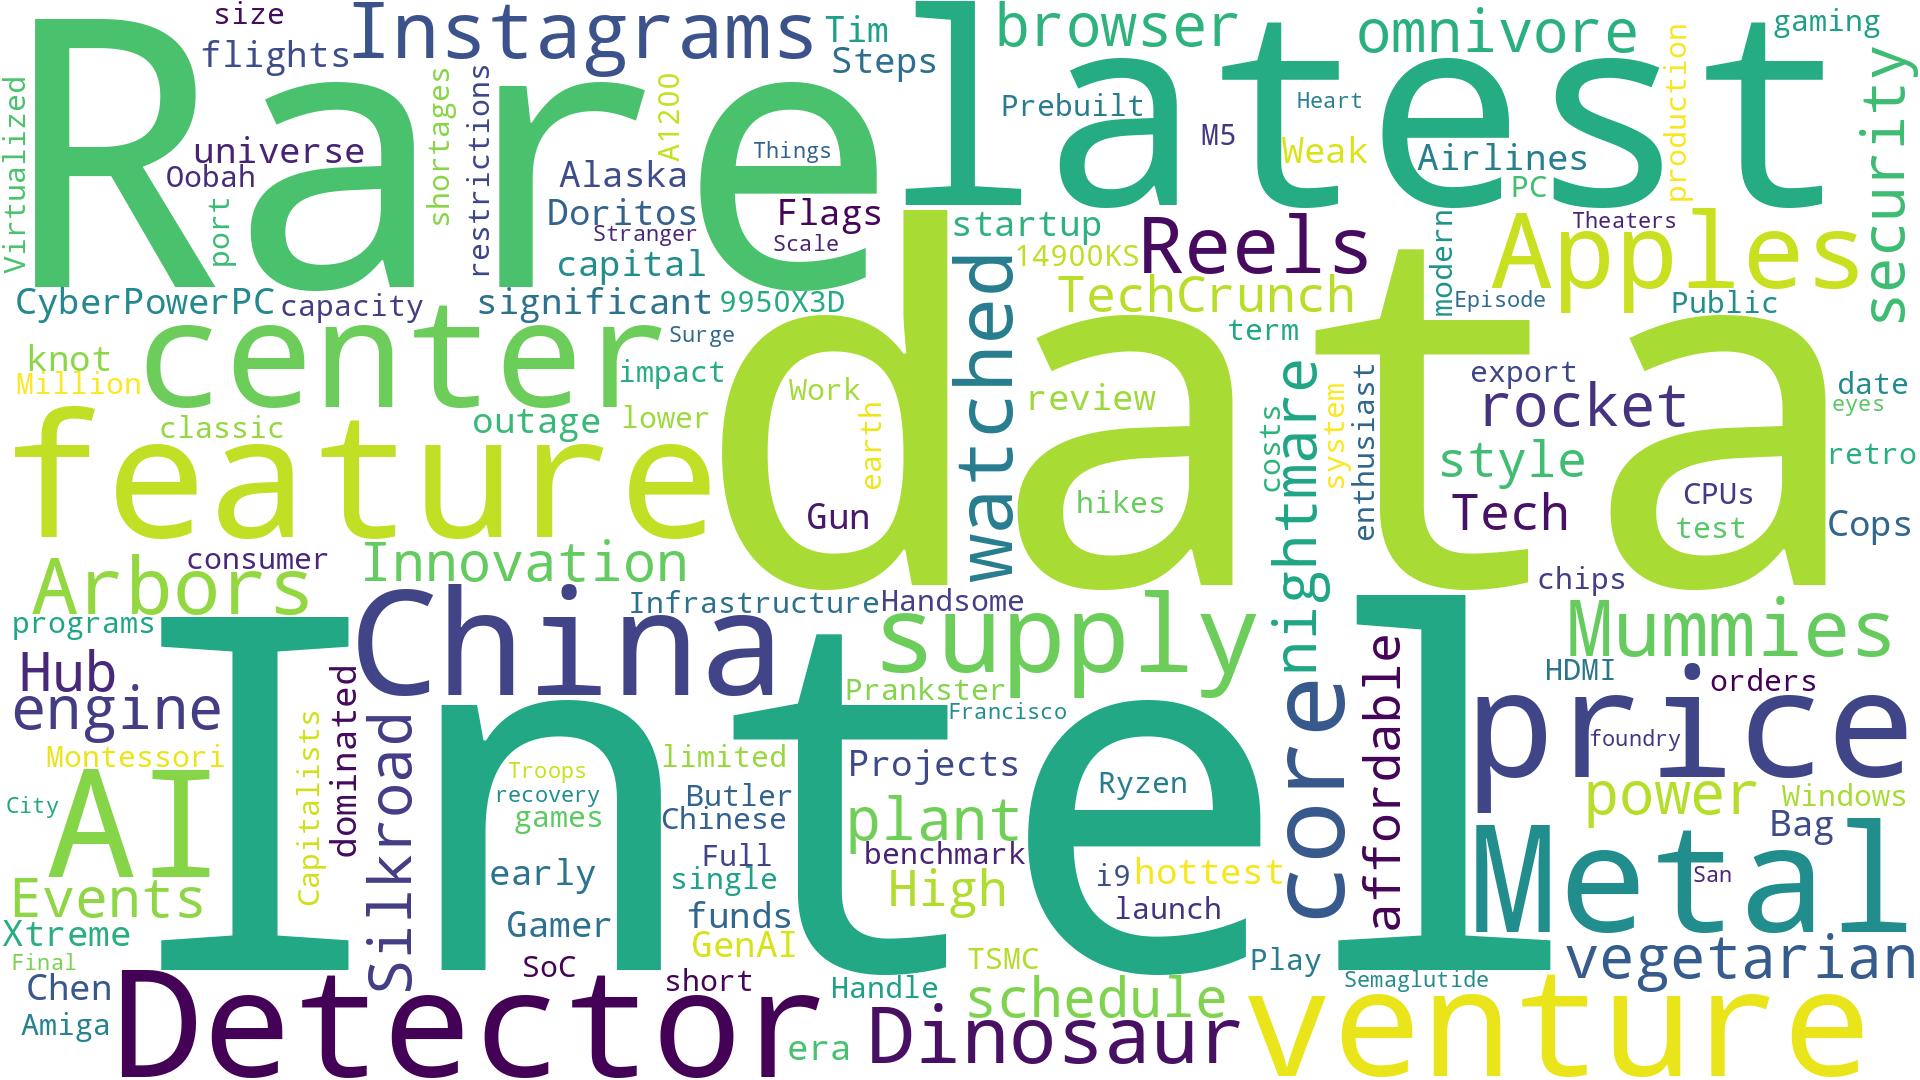 size
flights
Instagrams
Tim
Steps
browser
omnivore
gaming
Virtualized
Rare
latest
shortages
restrictions
A1200
Things
Prebuilt
Heart
M5
Weak
Airlines
production
security
universe
Oobah
port
Alaska
Doritos
Stranger
Flags
Scale
capital
PC
Theaters
startup
14900KS
Reels
modern
Apples
CyberPowerPC
capacity
significant
9950X3D
watched
TechCrunch
Episode
Public
center
Surge
data
term
knot
Million
impact
Work
review
export
date
eyes
classic
feature
outage
lower
earth
costs
nightmare
system
enthusiast
rocket
style
retro
hikes
CPUs
test
Gun
Tech
Cops
consumer
Arbors
Innovation
chips
programs
Infrastructure
Handsome
China
supply
Mummies
Hub
engine
dominated
Silkroad
Prankster
Francisco
core
affordable
HDMI
orders
price
foundry
Montessori
Capitalists
Intel
Troops
recovery
games
limited
Butler
Chinese
Projects
Ryzen
power
Windows
City
AI
plant
Bag
Full
benchmark
early
single
High
i9
hottest
launch
Metal
San
Events
Xtreme
Gamer
funds
GenAI
Final
SoC
short
TSMC
Play
vegetarian
Semaglutide
Chen
Amiga
Detector
Handle
schedule
era
Dinosaur
venture